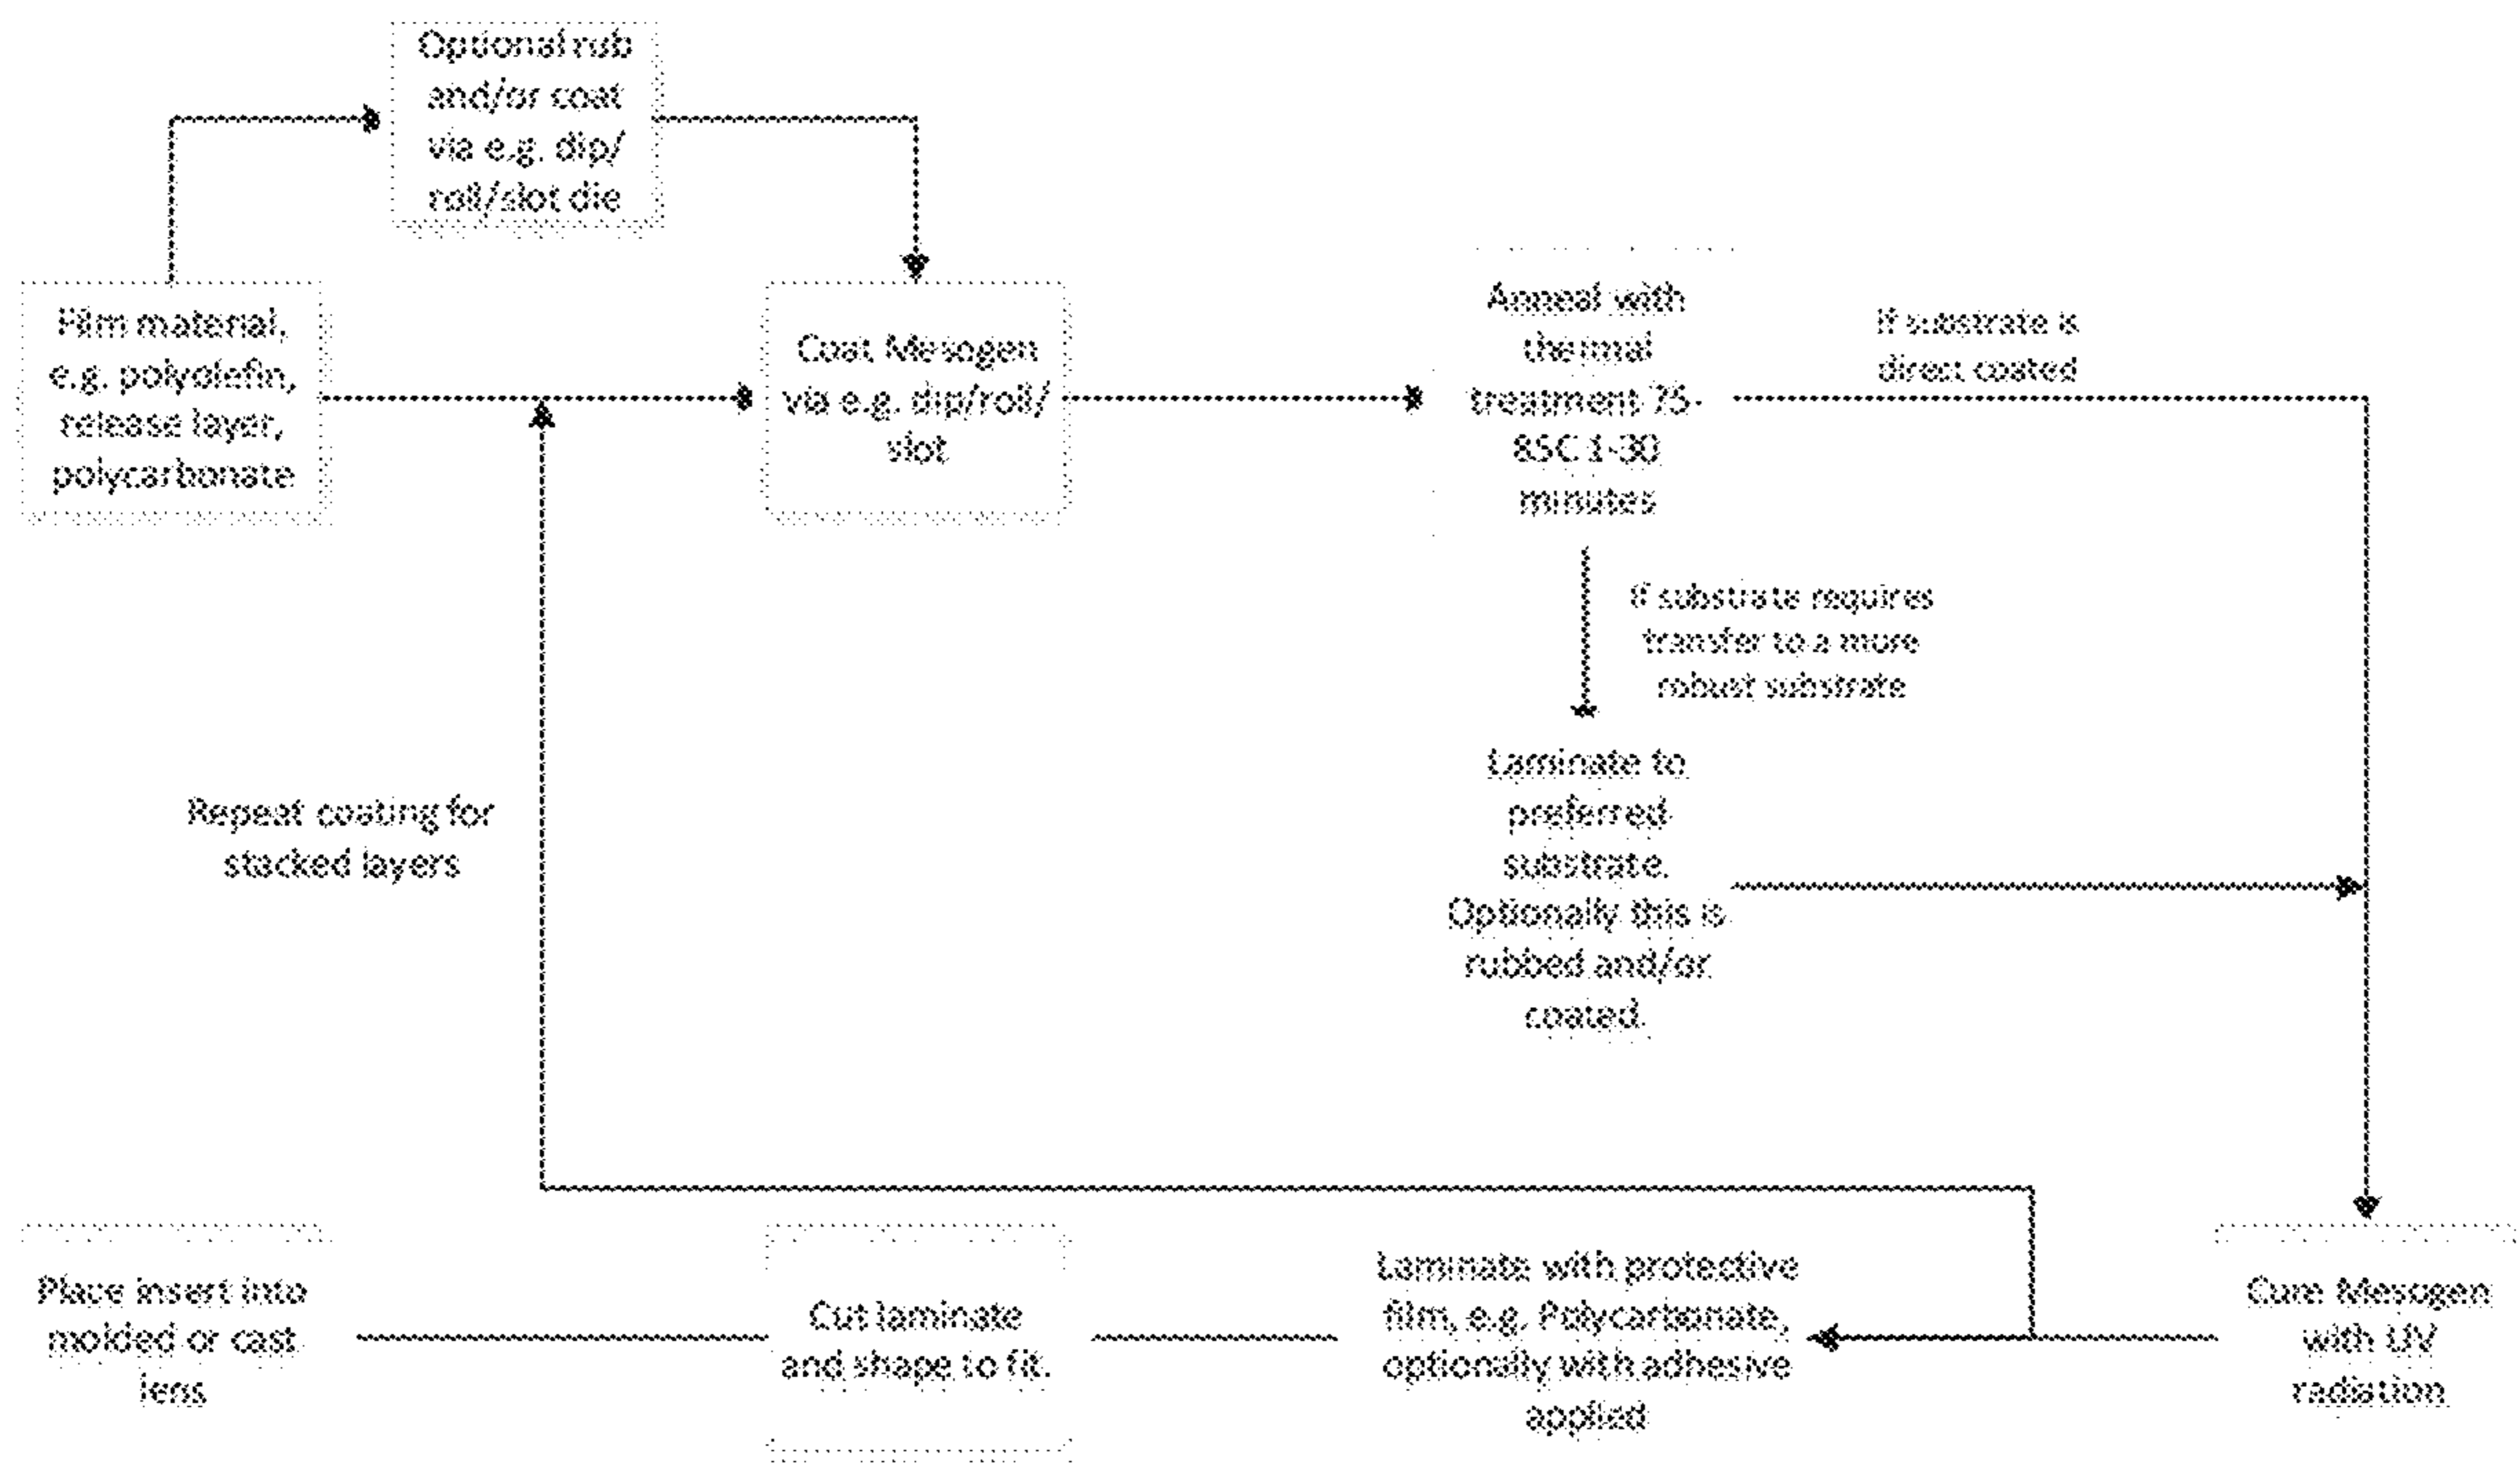 Optional rub
and/or coat
via e.g. dip/
roll/slot die
Film material,
e.g. polyolefin,
release layer,
polycarbonate
Coat Mesogen
via e.g. dip/roll/
slot
Anneal with
thermal
treatment 75-
85C 1-30
minutes
If substrate is
direct coated
If substrate requires
transfer to a more
robust substrate
Laminate to
preferred
substrate.
Optionally this is
rubbed and/or
coated.
Repeat coating for
stacked layers
Place insert into
molded or cast
lens
Cut laminate
and shape to fit.
Laminate with protective
film, e.g. Polycarbonate,
optionally with adhesive
applied
Cure Mesogen
with UV
radiation